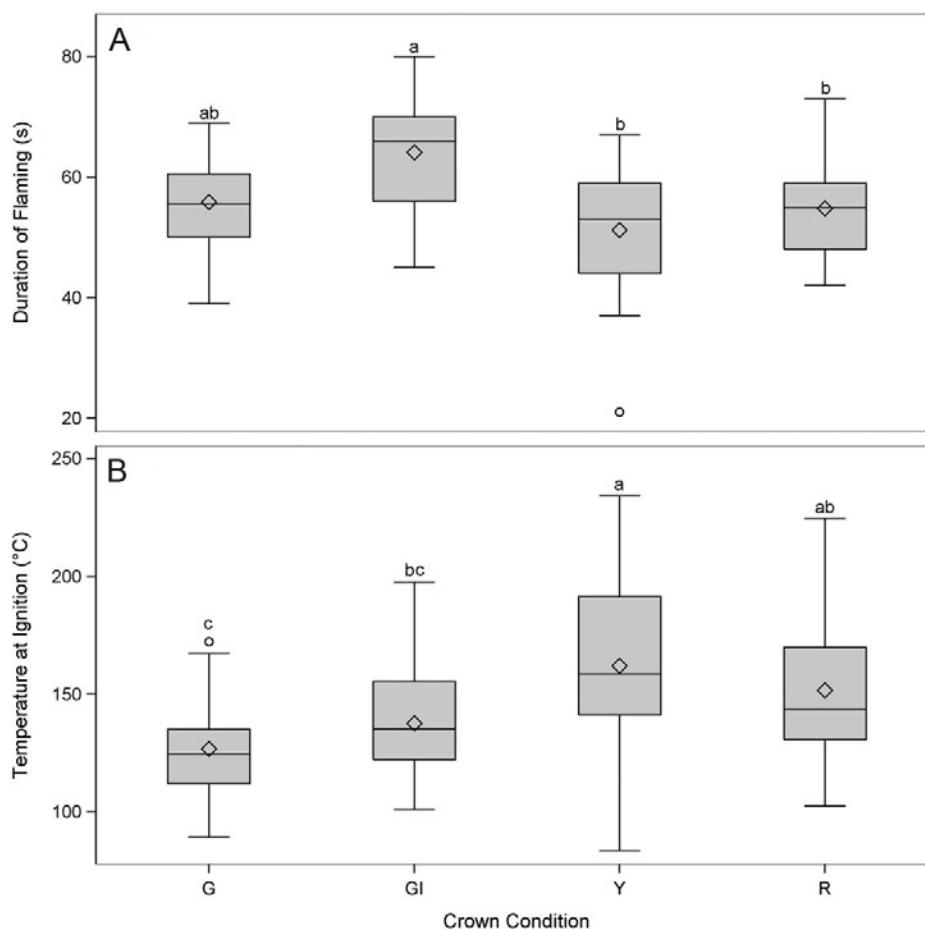 A
Duration of Flaming (s)
80
60
40
20
ab
a
b
b
B
Temperature at Ignition (°C)
250
200
150
100
c
bc
a
ab
G GI Y R
Crown Condition